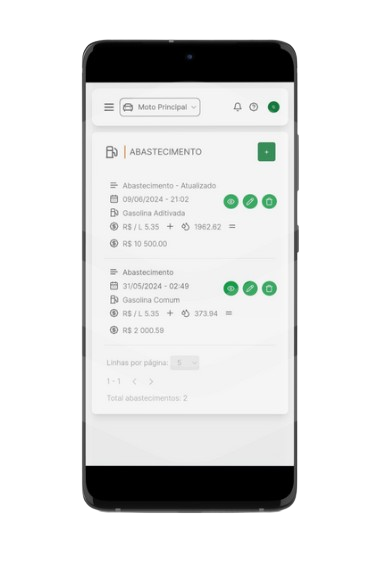 Moto Principal
ABASTECIMENTO
+
Abastecimento - Atualizado
09/08/2024 - 21:02
Gasolina Aditivada
R$ / L 5.35 + 1962.62 =
R$ 10 500.00
Abastecimento
31/05/2024 - 02:49
Gasolina Comum
R$ / L 5.35 + 373.94 =
R$ 2 000.59
Linhas por página: 5
1 - 1
Total abastecimentos: 2